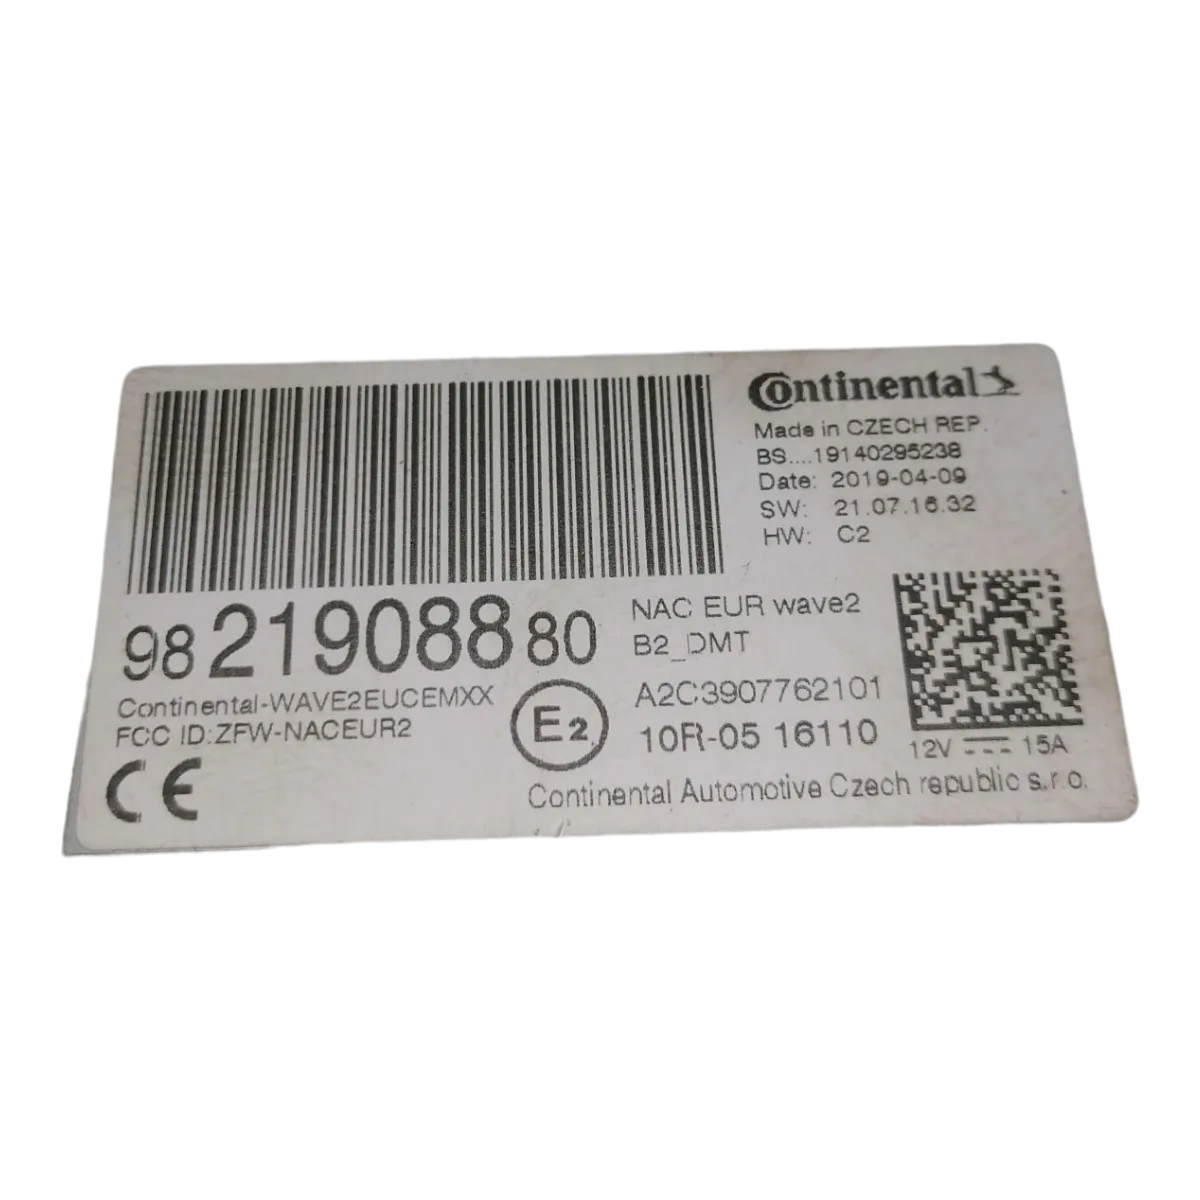 Continental
Made in CZECH REP.
BS....19140295238
Date: 2019-04-09
SW: 21.07.16.32
HW: C2
98 219088880
NAC EUR wave2
B2_DMT
Continental-WAVE2EUCEMXX
FCC ID:ZFW-NACEUR2
CE
E2
A2C3907762101
10R-05 16110
12V 15A
Continental Automotive Czech republic s.r.o.